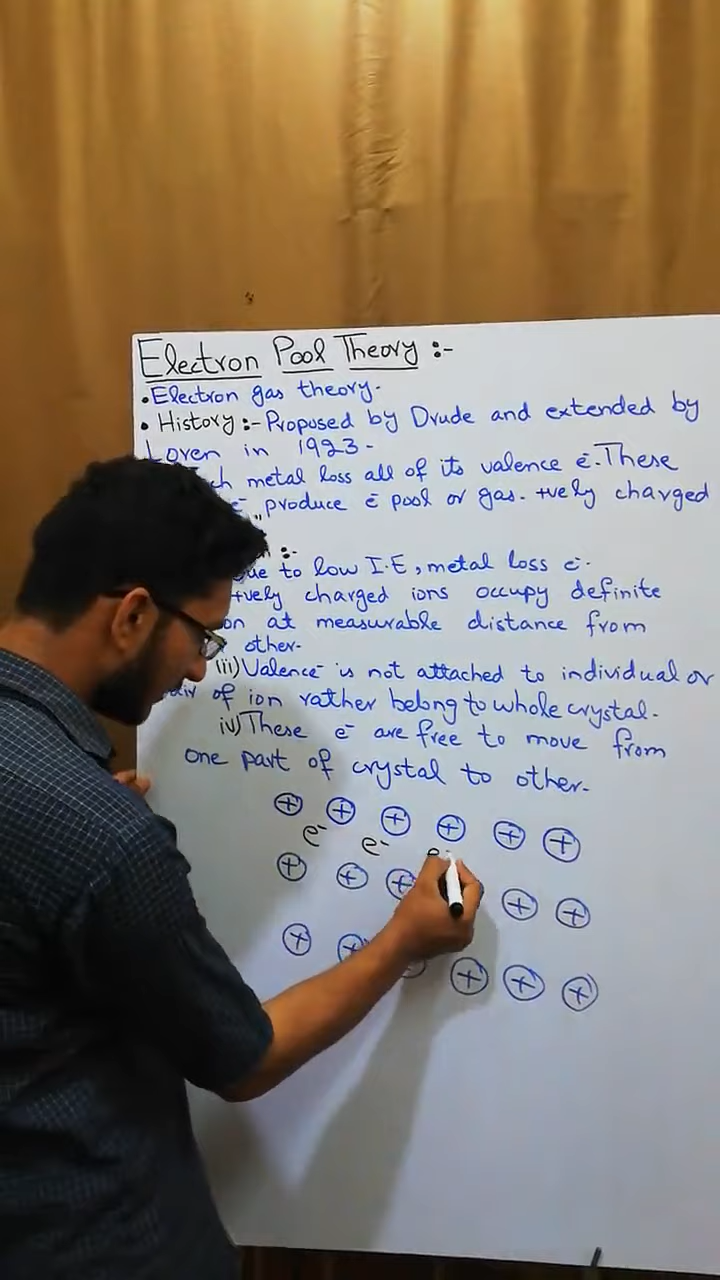 Electron Pool Theory :-
• Electron gas theory.
• History :- Proposed by Drude and extended by
Loren in 1923 -
metal loss all of its valence e-. These
e- produce e- pool or gas. +vely charged
:-
to low I.E, metal loss e-.
+vely charged ions occupy definite
at measurable distance from
other.
iii) Valence- is not attached to individual or
of ion rather belong to whole crystal.
iv) These e- are free to move from
one part of crystal to other.
+ + + + + +
e- e- e-
+ + + + +
+ + + + +